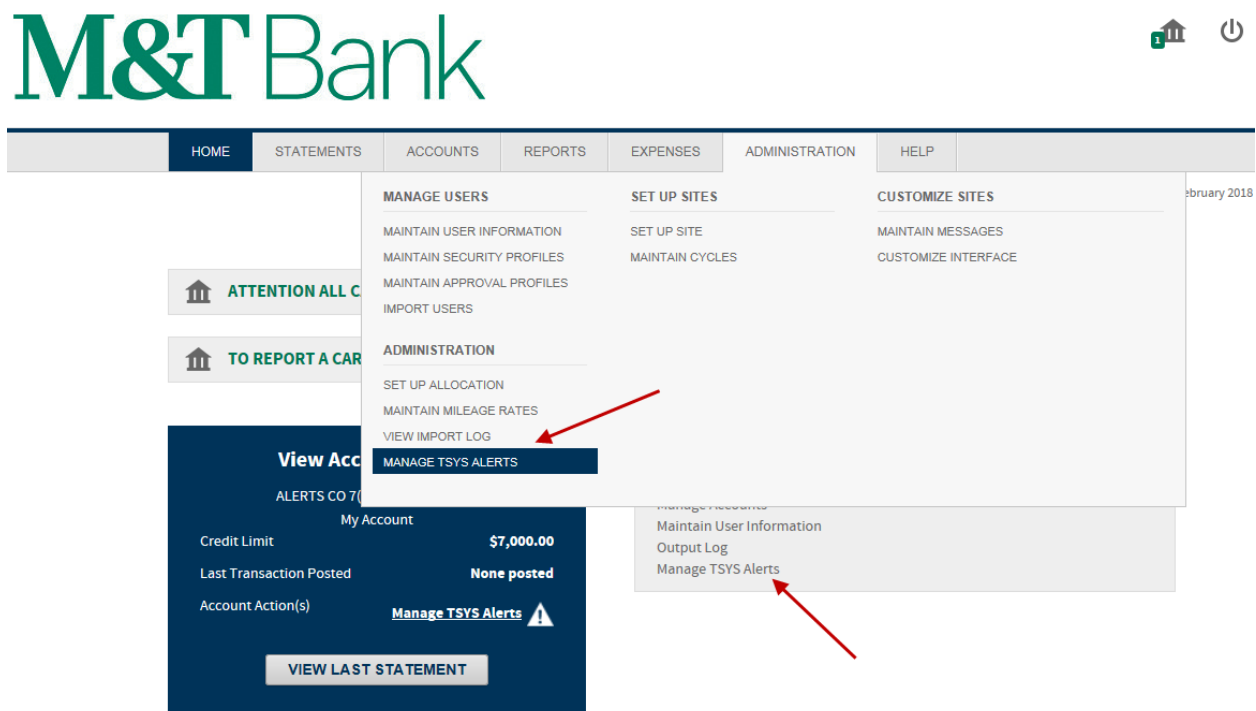 M&T Bank
1
HOME STATEMENTS ACCOUNTS REPORTS EXPENSES ADMINISTRATION HELP
MANAGE USERS SET UP SITES CUSTOMIZE SITES
2018
MAINTAIN USER INFORMATION SET UP SITE MAINTAIN MESSAGES
MAINTAIN SECURITY PROFILES MAINTAIN CYCLES CUSTOMIZE INTERFACE
MAINTAIN APPROVAL PROFILES
ATTENTION ALL C
IMPORT USERS
ADMINISTRATION
TO REPORT A CAR
SET UP ALLOCATION
MAINTAIN MILEAGE RATES
VIEW IMPORT LOG
MANAGE TSYS ALERTS
View Acc
ALERTS CO 7(
My Account
Credit Limit $7,000.00
Last Transaction Posted None posted
Account Action(s) Manage TSYS Alerts
VIEW LAST STATEMENT
Manage Accounts
Maintain User Information
Output Log
Manage TSYS Alerts